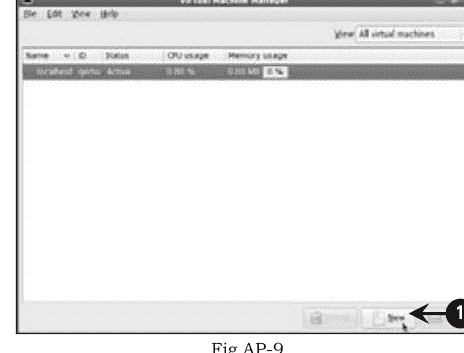 Virtual Machine Manager
File Edit View Help
View All virtual machines
Name ID Status CPU usage Memory usage
localhost qemu Active 0.00 % 0.00 MB 0 %
New 1
Fig AP-9